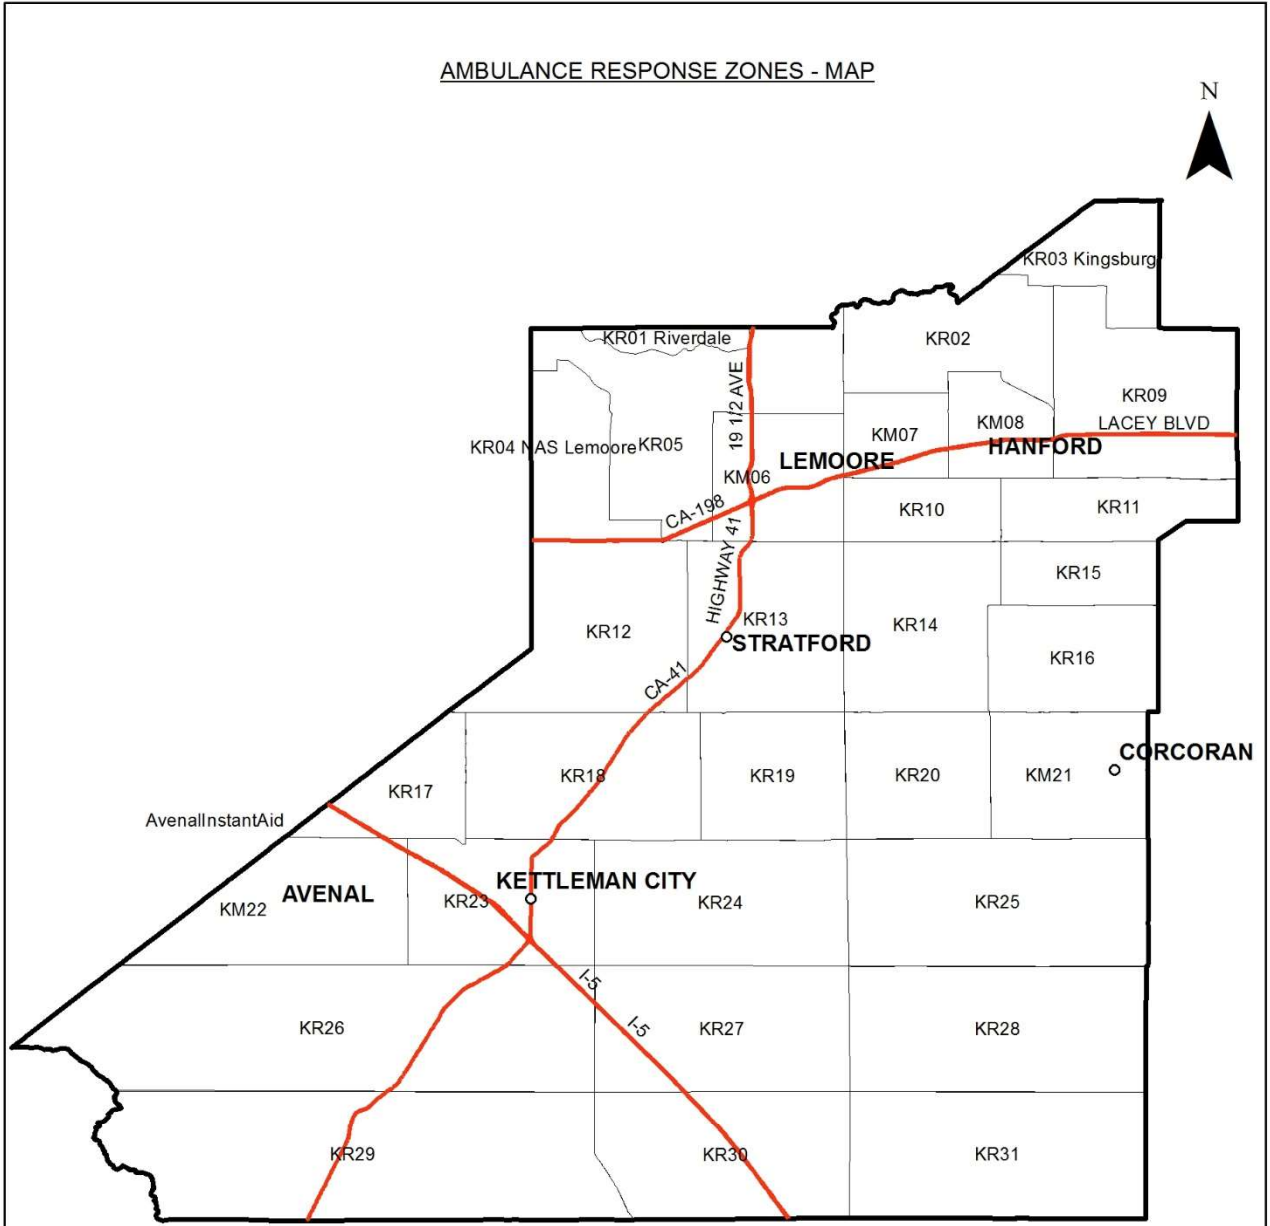 AMBULANCE RESPONSE ZONES - MAP
N
KR03 Kingsburg
KR01 Riverdale
KR02
19 1/2 AVE
KR09
LACEY BLVD
KM08
KM07
HANFORD
KR04 NAS Lemoore
KR05
LEMOORE
KM06
CA-198
HIGHWAY 41
KR10
KR11
KR15
KR12
KR13
KR14
STRATFORD
KR16
CA-41
CORCORAN
KR17
KR18
KR19
KR20
KM21
AvenalInstantAid
KETTLEMAN CITY
AVENAL
KM22
KR23
KR24
KR25
I-5
I-5
KR26
KR27
KR28
KR29
KR30
KR31